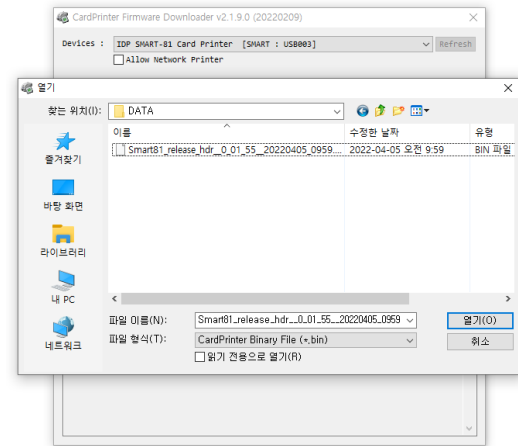 CardPrinter Firmware Downloader v2.1.9.0 (20220209)
Devices : IDP SMART-81 Card Printer [SMART : USB003] Refresh
Allow Network Printer
열기
찾는 위치(I): DATA
이름 수정한 날짜 유형
Smart81_release_hdr__0_01_55__20220405_0959.... 2022-04-05 오전 9:59 BIN 파일
즐겨찾기
바탕 화면
라이브러리
내 PC
네트워크
파일 이름(N): Smart81_release_hdr__0_01_55__20220405_0959 열기(O)
파일 형식(T): CardPrinter Binary File (*.bin) 취소
읽기 전용으로 열기(R)